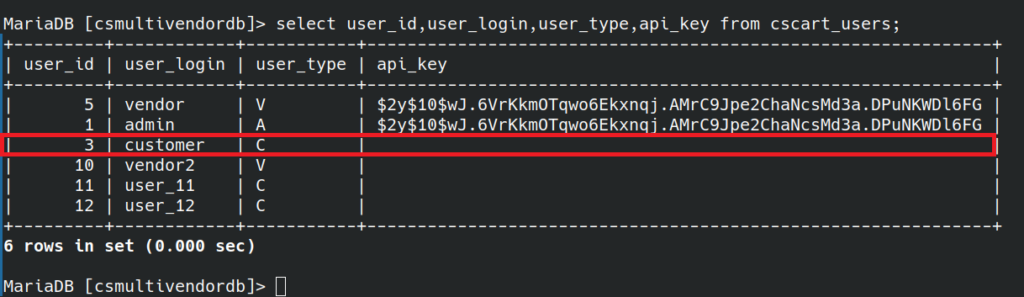 MariaDB [csmultivendordb]> select user_id,user_login,user_type,api_key from cscart_users;
+---------+------------+-----------+--------------------------------------------------------------+
| user_id | user_login | user_type | api_key                                                      |
+---------+------------+-----------+--------------------------------------------------------------+
|       5 | vendor     | V         | $2y$10$wJ.6VrKkmOTqwo6Ekxnqj.AMrC9Jpe2ChaNcsMd3a.DPuNKWDl6FG |
|       1 | admin      | A         | $2y$10$wJ.6VrKkmOTqwo6Ekxnqj.AMrC9Jpe2ChaNcsMd3a.DPuNKWDl6FG |
|       3 | customer   | C         |                                                              |
|      10 | vendor2    | V         |                                                              |
|      11 | user_11    | C         |                                                              |
|      12 | user_12    | C         |                                                              |
+---------+------------+-----------+--------------------------------------------------------------+
6 rows in set (0.000 sec)
MariaDB [csmultivendordb]>